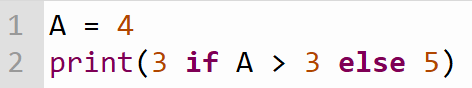 1 A = 4
2 print(3 if A > 3 else 5)